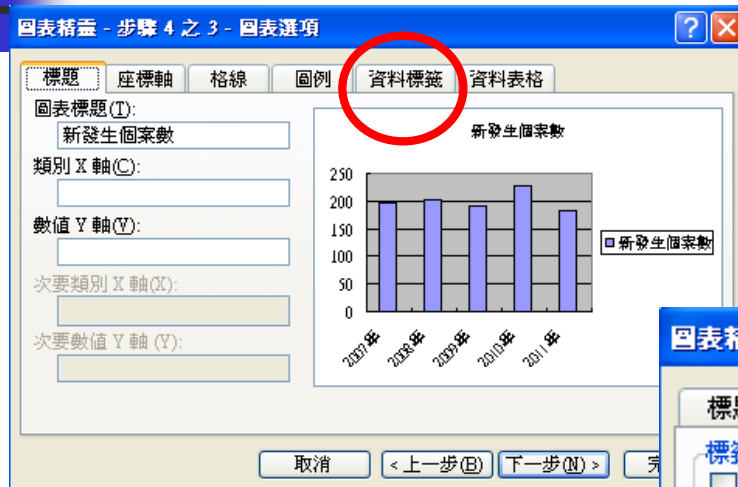 圖表精靈 - 步驟 4 之 3 - 圖表選項
標題 座標軸 格線 圖例 資料標籤 資料表格
圖表標題(T):
新發生個案數
類別 X 軸(C):
數值 Y 軸(V):
次要類別 X 軸(X):
次要數值 Y 軸 (Y):
新發生個案數
250
200
150
100
50
0
2007年 2008年 2009年 2010年 2011年
新發生個案數
取消 <上一步(B) 下一步(N)> 完
圖表精
標題
標籤